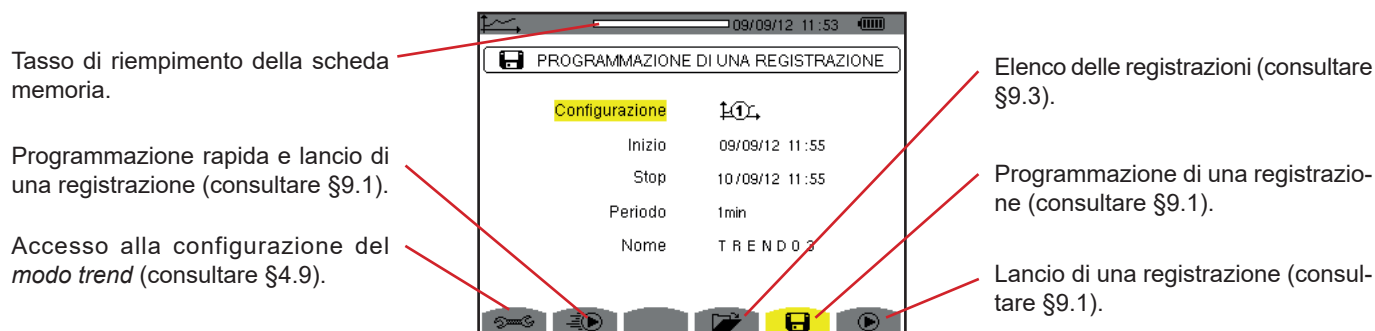 Tasso di riempimento della scheda
memoria.
Programmazione rapida e lancio di
una registrazione (consultare §9.1).
Accesso alla configurazione del
modo trend (consultare §4.9).
09/09/12 11:53
PROGRAMMAZIONE DI UNA REGISTRAZIONE
Configurazione 1
Inizio 09/09/12 11:55
Stop 10/09/12 11:55
Periodo 1min
Nome TREND03
Elenco delle registrazioni (consultare
§9.3).
Programmazione di una registrazio-
ne (consultare §9.1).
Lancio di una registrazione (consul-
tare §9.1).